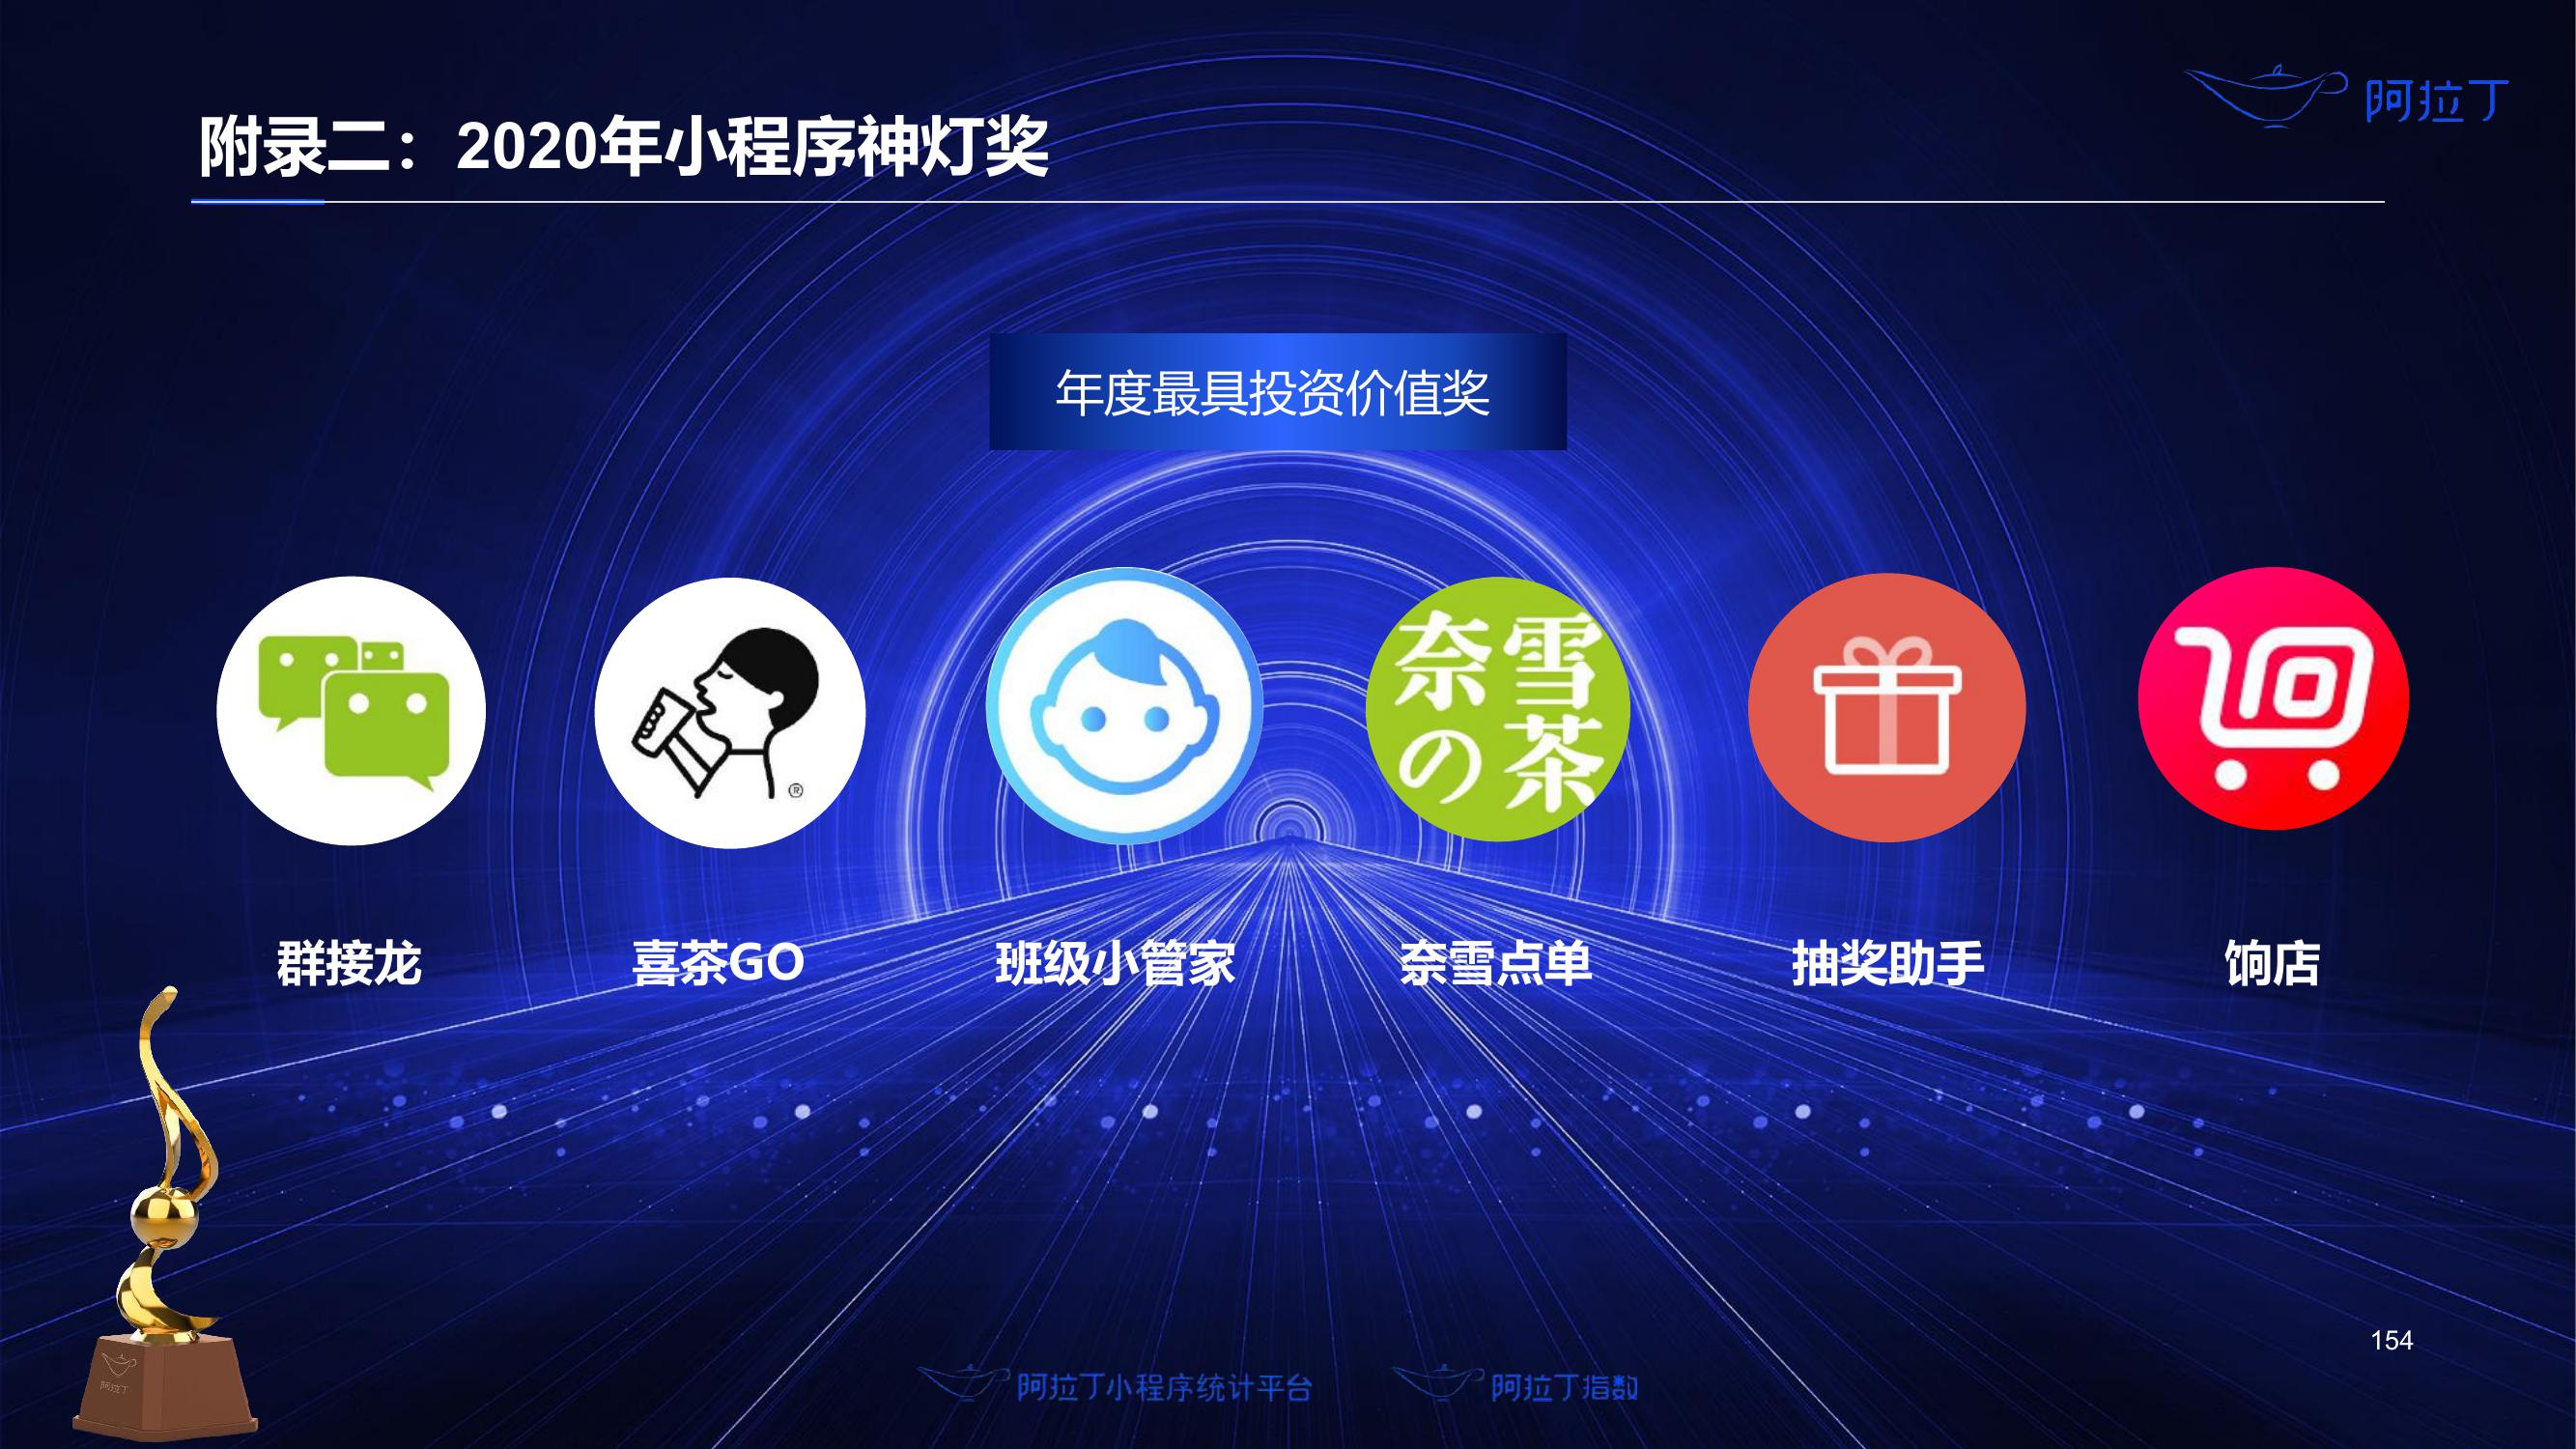 附录二：2020年小程序神灯奖
阿拉丁
年度最具投资价值奖
®
奈雪
の茶
群接龙
喜茶GO
班级小管家
奈雪点单
抽奖助手
饷店
阿拉丁
154
阿拉丁小程序统计平台
阿拉丁指数